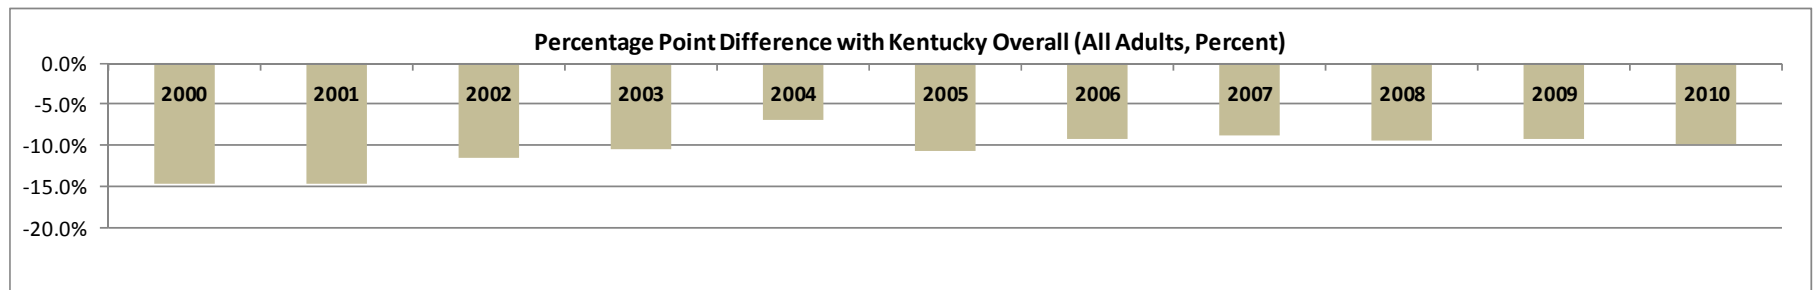 Percentage Point Difference with Kentucky Overall (All Adults, Percent)
0.0%
2000 2001 2002 2003 2004 2005 2006 2007 2008 2009 2010
-5.0%
-10.0%
-15.0%
-20.0%